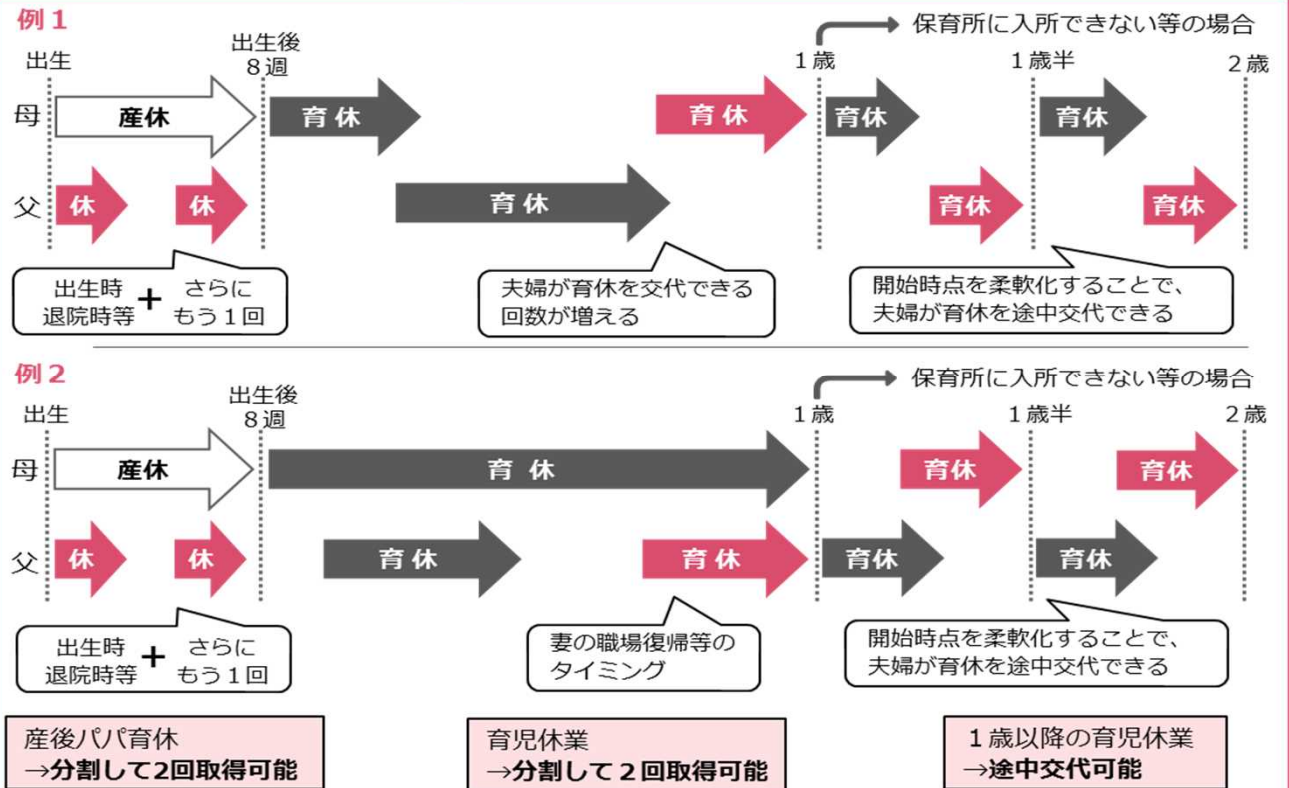 例1
保育所に入所できない等の場合
出生
出生後
8週
1歳
1歳半
2歳
母
産休
育休
育休
育休
育休
父
休
休
育休
育休
育休
出生時
退院時等
+
さらに
もう1回
夫婦が育休を交代できる
回数が増える
開始時点を柔軟化することで、
夫婦が育休を途中交代できる
例2
保育所に入所できない等の場合
出生
出生後
8週
1歳
1歳半
2歳
母
産休
育休
育休
育休
父
休
休
育休
育休
育休
育休
出生時
退院時等
+
さらに
もう1回
妻の職場復帰等の
タイミング
開始時点を柔軟化することで、
夫婦が育休を途中交代できる
産後パパ育休
→分割して2回取得可能
育児休業
→分割して2回取得可能
1歳以降の育児休業
→途中交代可能